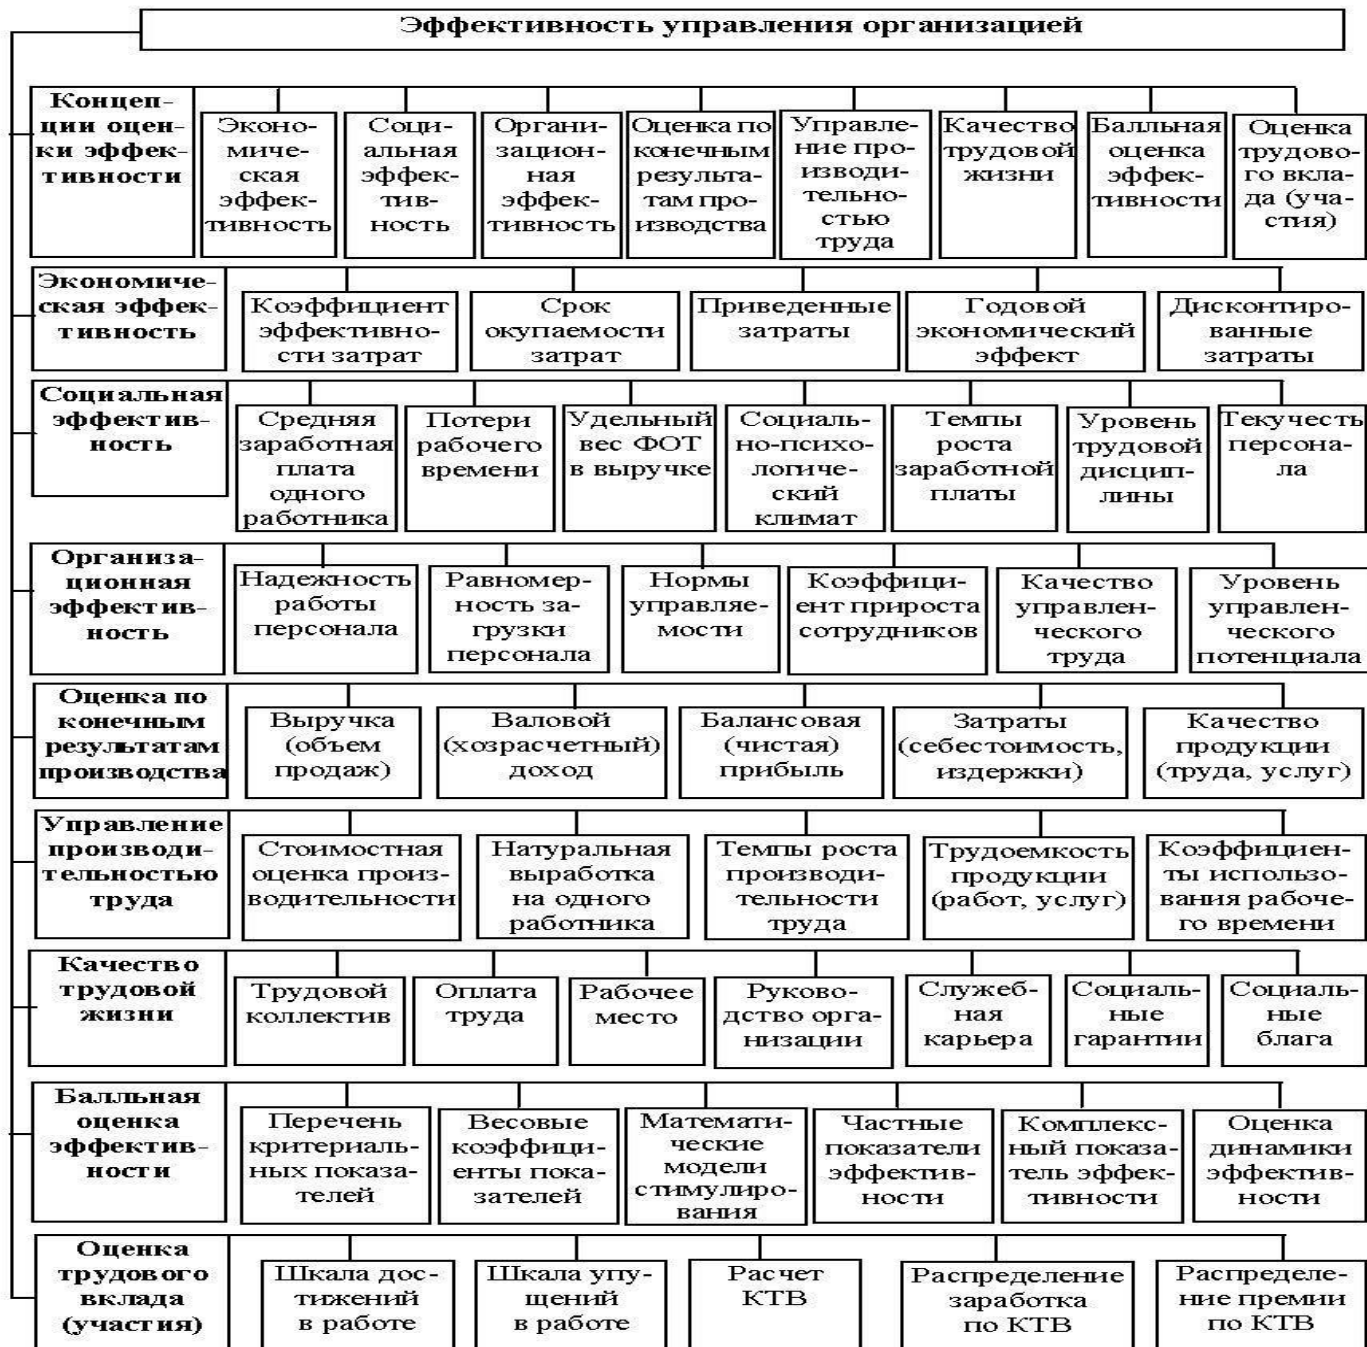 Эффективность управления организацией
Концеп-
ции оцен-
ки эффек-
тивности
Эконо-
миче-
ская
эффек-
тивность
Соци-
альная
эффек-
тив-
ность
Органи-
зацион-
ная
эффек-
тивность
Оценка по
конечным
результа-
там про-
изводства
Управле-
ние про-
изводи-
тельно-
стью
труда
Качество
трудовой
жизни
Балльная
оценка
эффек-
тивности
Оценка
трудово-
го вкла-
да (уча-
стия)
Экономиче-
ская эффек-
тивность
Коэффициент
эффективно-
сти затрат
Срок
окупаемости
затрат
Приведенные
затраты
Годовой
экономический
эффект
Дисконтиро-
ванные
затраты
Социальная
эффектив-
ность
Средняя
заработная
плата
одного
работника
Потери
рабочего
времени
Удельный
вес ФОТ
в выручке
Социаль-
но-психо-
логиче-
ский
климат
Темпы
роста
заработной
платы
Уровень
трудовой
дисцип-
лины
Текучесть
персона-
ла
Организа-
ционная
эффектив-
ность
Надежность
работы
персонала
Равномер-
ность за-
грузки
персонала
Нормы
управляе-
мости
Коэффици-
ент прироста
сотрудников
Качество
управлен-
ческого
труда
Уровень
управлен-
ческого
потенциала
Оценка по
конечным
результатам
производства
Выручка
(объем
продаж)
Валовой
(хозрасчетный)
доход
Балансовая
(чистая)
прибыль
Затраты
(себестоимость,
издержки)
Качество
продукции
(труда, услуг)
Управление
производи-
тельностью
труда
Стоимостная
оценка произ-
водительности
Натуральная
выработка
на одного
работника
Темпы роста
производи-
тельности
труда
Трудоемкость
продукции
(работ, услуг)
Коэффициен-
ты использо-
вания рабоче-
го времени
Качество
трудовой
жизни
Трудовой
коллектив
Оплата
труда
Рабочее
место
Руково-
дство орга-
низации
Служеб-
ная
карьера
Социаль-
ные
гарантии
Социаль-
ные
блага
Балльная
оценка
эффектив-
ности
Перечень
критериаль-
ных показа-
телей
Весовые
коэффици-
енты пока-
зателей
Математи-
ческие
модели
стимулиро-
вания
Частные
показатели
эффектив-
ности
Комплекс-
ный показа-
тель эффек-
тивности
Оценка
динамики
эффектив-
ности
Оценка
трудового
вклада
(участия)
Шкала дос-
тижений
в работе
Шкала упу-
щений
в работе
Расчет
КТВ
Распределение
заработка
по КТВ
Распределе-
ние премии
по КТВ